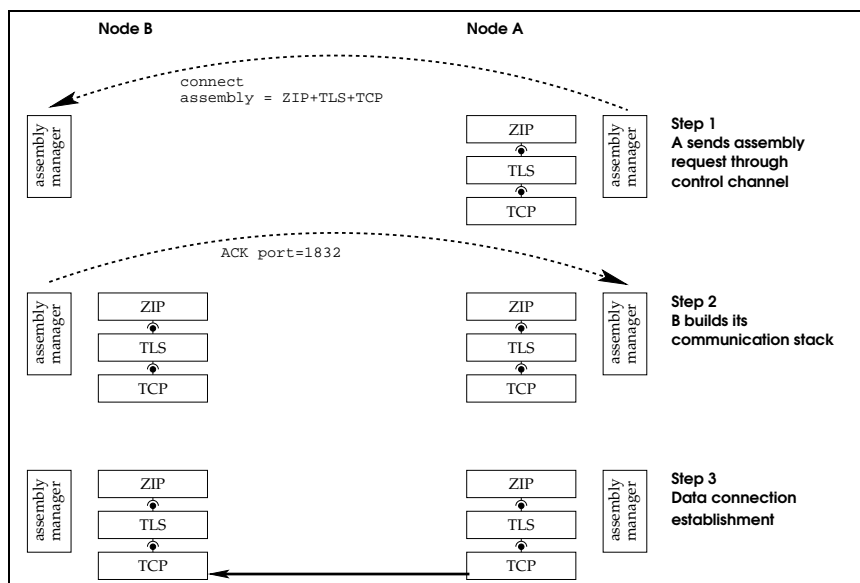 Node B
Node A
connect
assembly = ZIP+TLS+TCP
assembly
manager
ZIP
TLS
TCP
assembly
manager
Step 1
A sends assembly
request through
control channel
ACK port=1832
assembly
manager
ZIP
TLS
TCP
ZIP
TLS
TCP
assembly
manager
Step 2
B builds its
communication stack
assembly
manager
ZIP
TLS
TCP
ZIP
TLS
TCP
assembly
manager
Step 3
Data connection
establishment